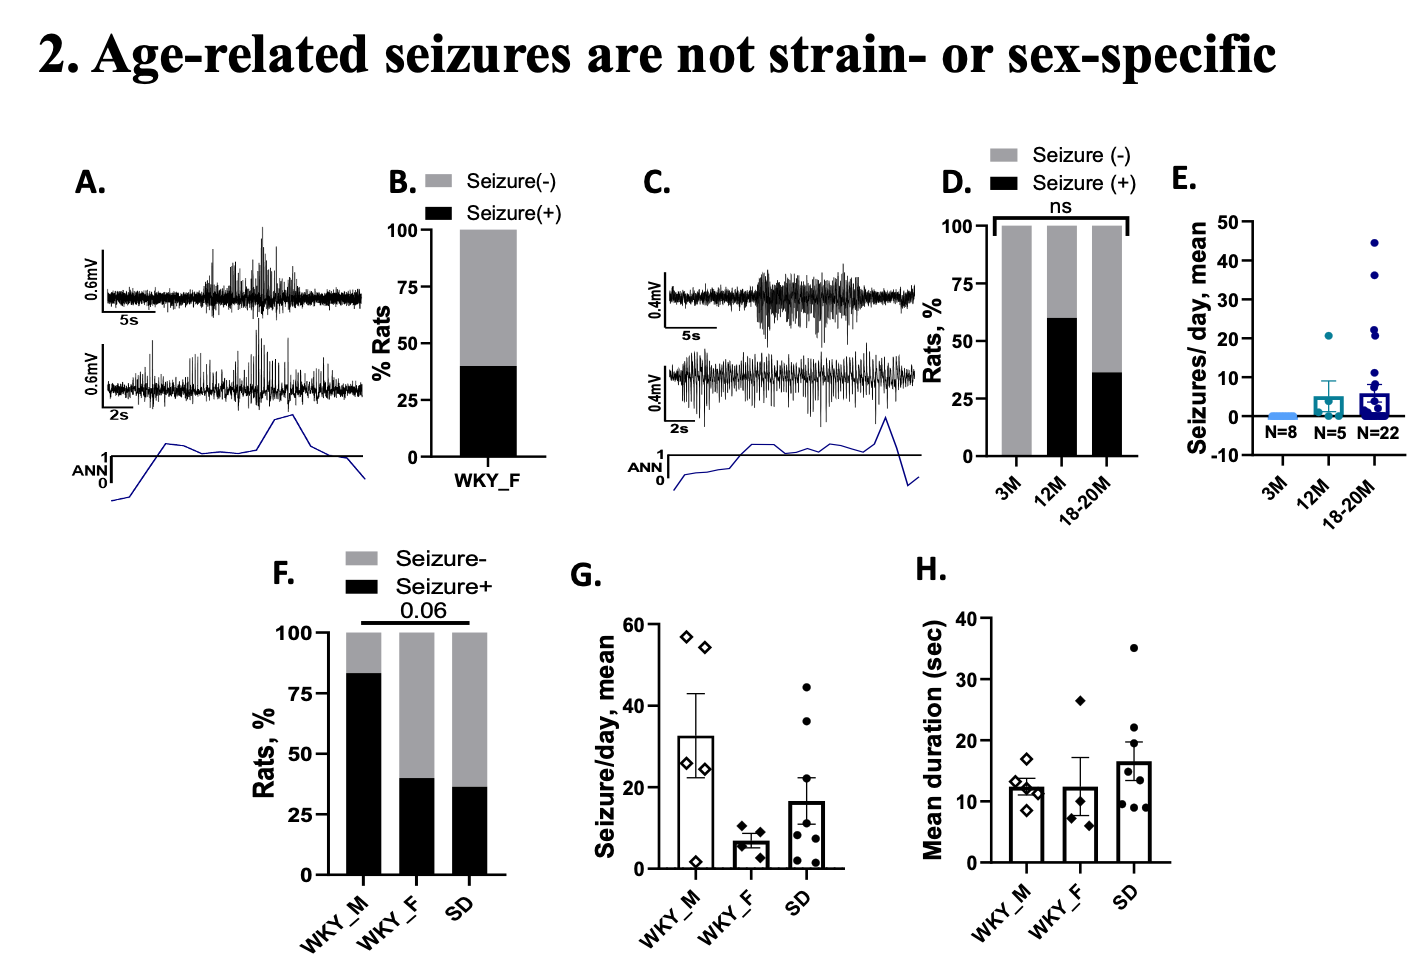 2. Age-related seizures are not strain- or sex-specific
A.
0.6mV
5s
0.6mV
2s
1
ANN
0
B.
Seizure(-)
Seizure(+)
100
75
50
25
0
% Rats
WKY_F
C.
0.4mV
5s
0.4mV
2s
1
ANN
0
D.
Seizure (-)
Seizure (+)
ns
100
75
50
25
0
Rats, %
3M
12M
18-20M
E.
50
40
30
20
10
0
-10
Seizures/ day, mean
N=8
N=5
N=22
3M
12M
18-20M
F.
Seizure-
Seizure+
0.06
100
75
50
25
0
Rats, %
WKY_M
WKY_F
SD
G.
60
40
20
0
Seizure/day, mean
WKY_M
WKY_F
SD
H.
40
30
20
10
0
Mean duration (sec)
WKY_M
WKY_F
SD